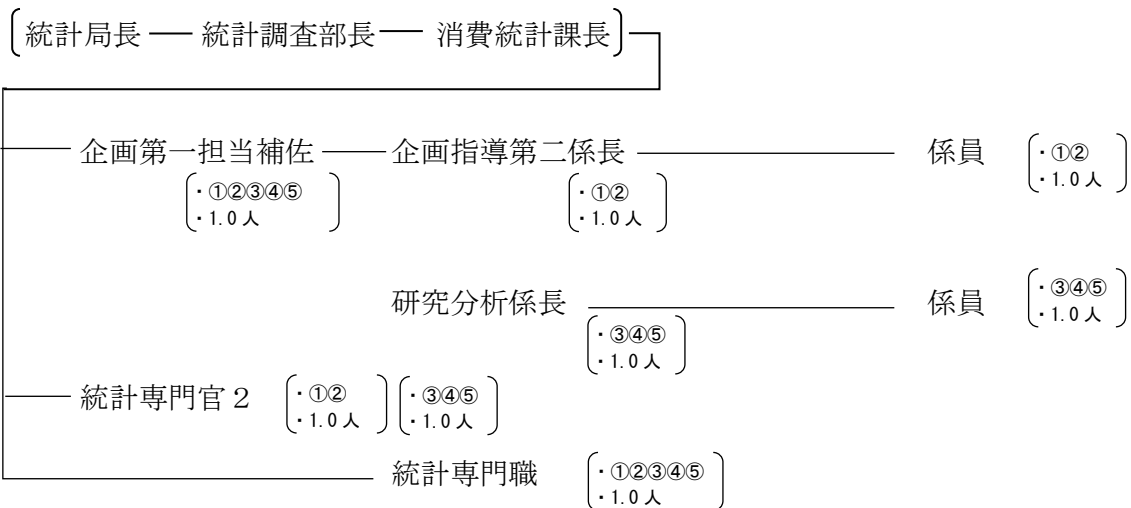 統計局長 統計調査部長 消費統計課長
企画第一担当補佐 企画指導第二係長 係員
・①②③④⑤
・1.0人
・①②
・1.0人
・①②
・1.0人
研究分析係長 係員
・③④⑤
・1.0人
・③④⑤
・1.0人
統計専門官2
・①②
・1.0人
・③④⑤
・1.0人
統計専門職
・①②③④⑤
・1.0人